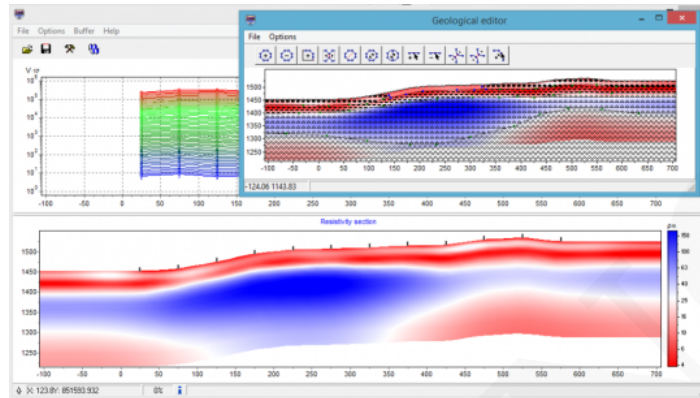 Geological editor
File Options Buffer Help
File Options
1450
1400
1350
1300
1250
-100 -50 0 50 100 150 200 250 300 350 400 450 500 550 600 650 700
-124.06 1143.83
-100 -50 0 50 100 150 200 250 300 350 400 450 500 550 600 650 700
Resistivity section
1500
1450
1400
1350
1300
1250
-100 -50 0 50 100 150 200 250 300 350 400 450 500 550 600 650 700
X: 123.8Y: 851593.932 0%